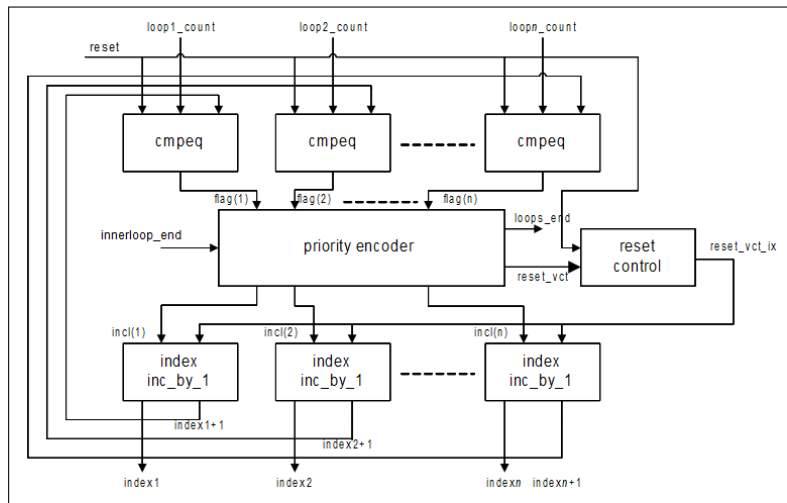 loop1_count
loop2_count
loopn_count
reset
cmpeq
cmpeq
cmpeq
flag(1)
flag(2)
flag(n)
innerloop_end
priority encoder
loops_end
reset_vct
reset
control
reset_vct_ix
incl(1)
incl(2)
incl(n)
index
inc_by_1
index
inc_by_1
index
inc_by_1
index1+1
index2+1
index1
index2
indexn
indexn+1